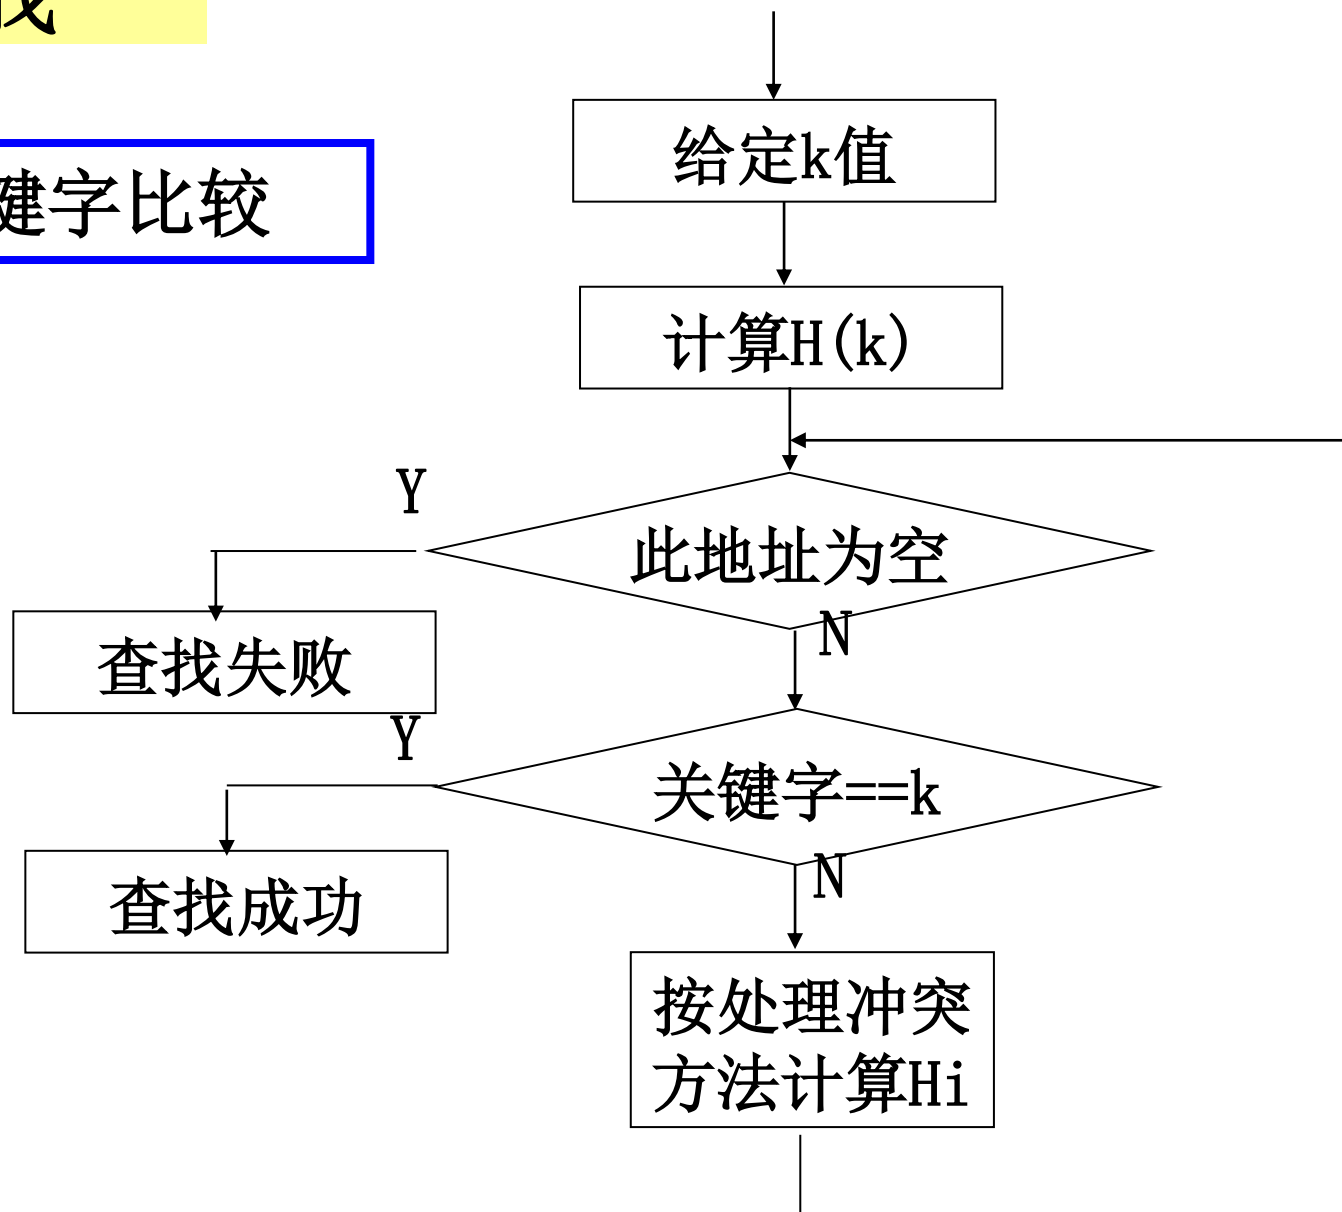 找
键字比较
给定k值
计算H(k)
Y
此地址为空
N
查找失败
Y
关键字==k
N
查找成功
按处理冲突
方法计算Hi